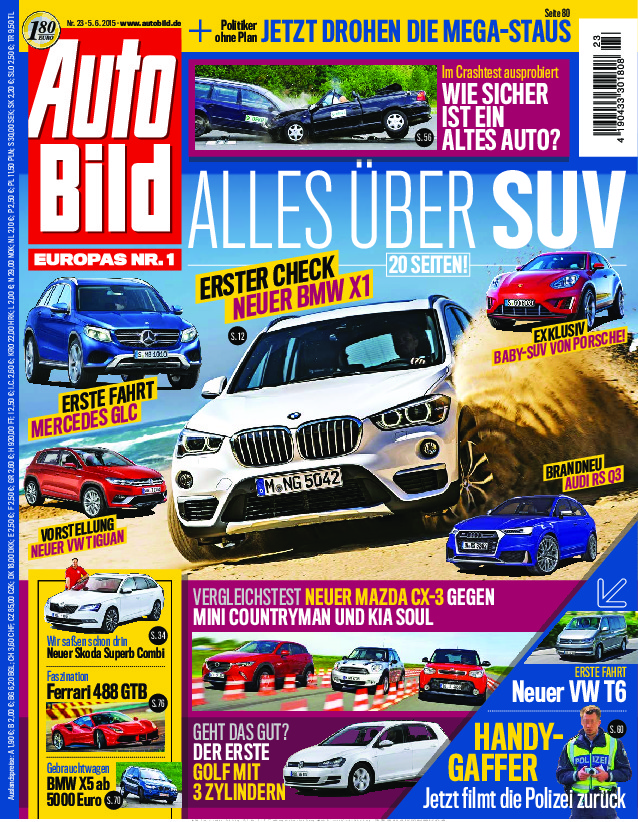 1.80
EURO
Nr. 23 · 5. 6. 2015 · www.autobild.de
+ Politiker
ohne Plan
JETZT DROHEN DIE MEGA-STAUS
Seite 80
23
4 190433 301808
Auto
Bild
EUROPAS NR. 1
Im Crashtest ausprobiert
WIE SICHER
IST EIN
ALTES AUTO?
S. 56
ALLES ÜBER SUV
20 SEITEN!
ERSTER CHECK
NEUER BMW X1
S. 12
EXKLUSIV
BABY-SUV VON PORSCHE!
ERSTE FAHRT
MERCEDES GLC
VORSTELLUNG
NEUER VW TIGUAN
M NG 5042
BRANDNEU
AUDI RS Q3
Wir saßen schon drin
Neuer Skoda Superb Combi
S. 34
Faszination
Ferrari 488 GTB
S. 76
Gebrauchtwagen
BMW X5 ab
5000 Euro
S. 70
VERGLEICHSTEST NEUER MAZDA CX-3 GEGEN
MINI COUNTRYMAN UND KIA SOUL
GEHT DAS GUT?
DER ERSTE
GOLF MIT
3 ZYLINDERN
ERSTE FAHRT
Neuer VW T6
HANDY-
GAFFER
S. 60
POLIZEI
Jetzt filmt die Polizei zurück